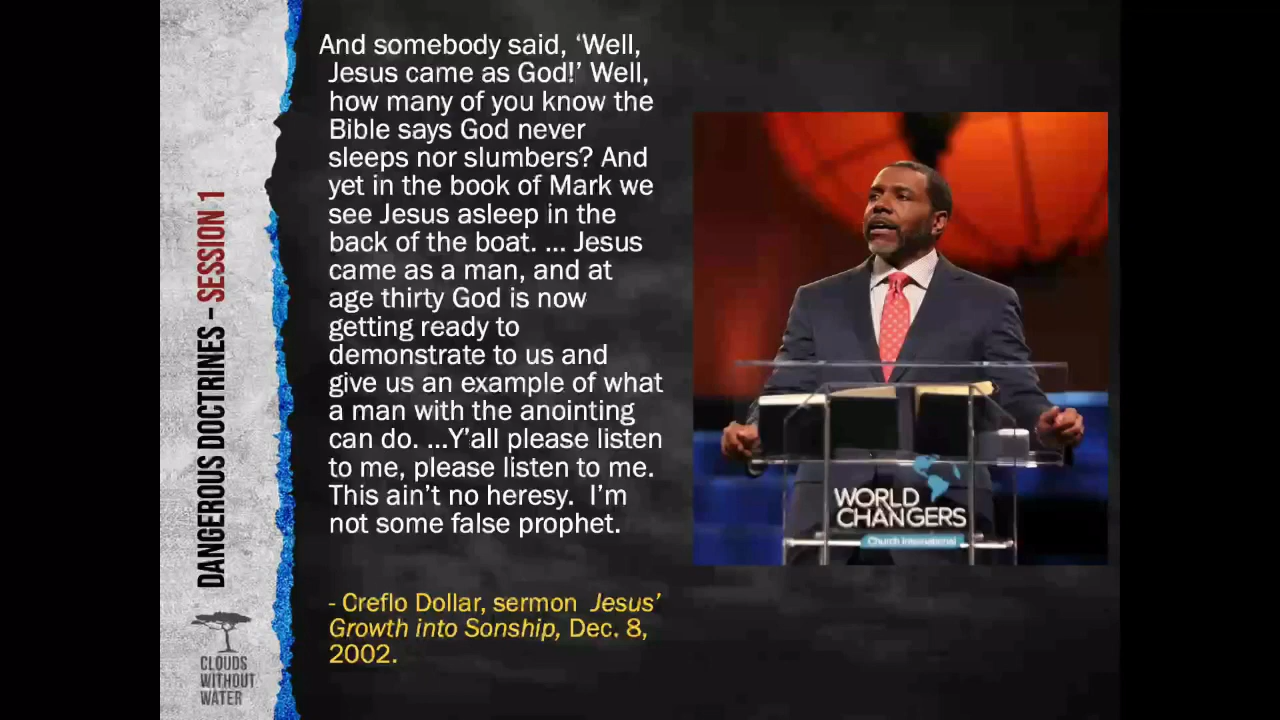 And somebody said, ‘Well,
Jesus came as God!’ Well,
how many of you know the
Bible says God never
sleeps nor slumbers? And
yet in the book of Mark we
see Jesus asleep in the
back of the boat. ... Jesus
came as a man, and at
age thirty God is now
getting ready to
demonstrate to us and
give us an example of what
a man with the anointing
can do. ...Y’all please listen
to me, please listen to me.
This ain’t no heresy.  I’m
not some false prophet.
- Creflo Dollar, sermon  Jesus’
Growth into Sonship, Dec. 8,
2002.
DANGEROUS DOCTRINES – SESSION 1
CLOUDS
WITHOUT
WATER
WORLD
CHANGERS
Church International